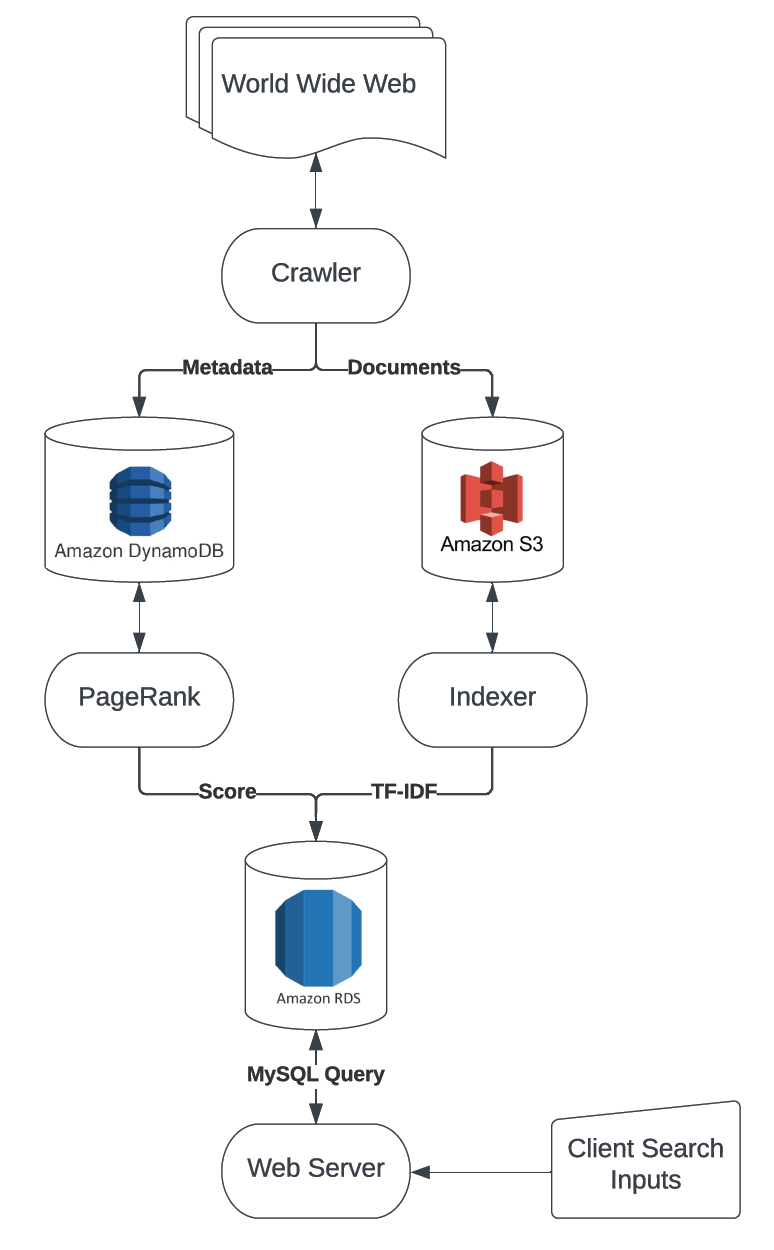 World Wide Web
Crawler
Metadata
Documents
Amazon DynamoDB
Amazon S3
PageRank
Indexer
Score
TF-IDF
Amazon RDS
MySQL Query
Web Server
Client Search
Inputs